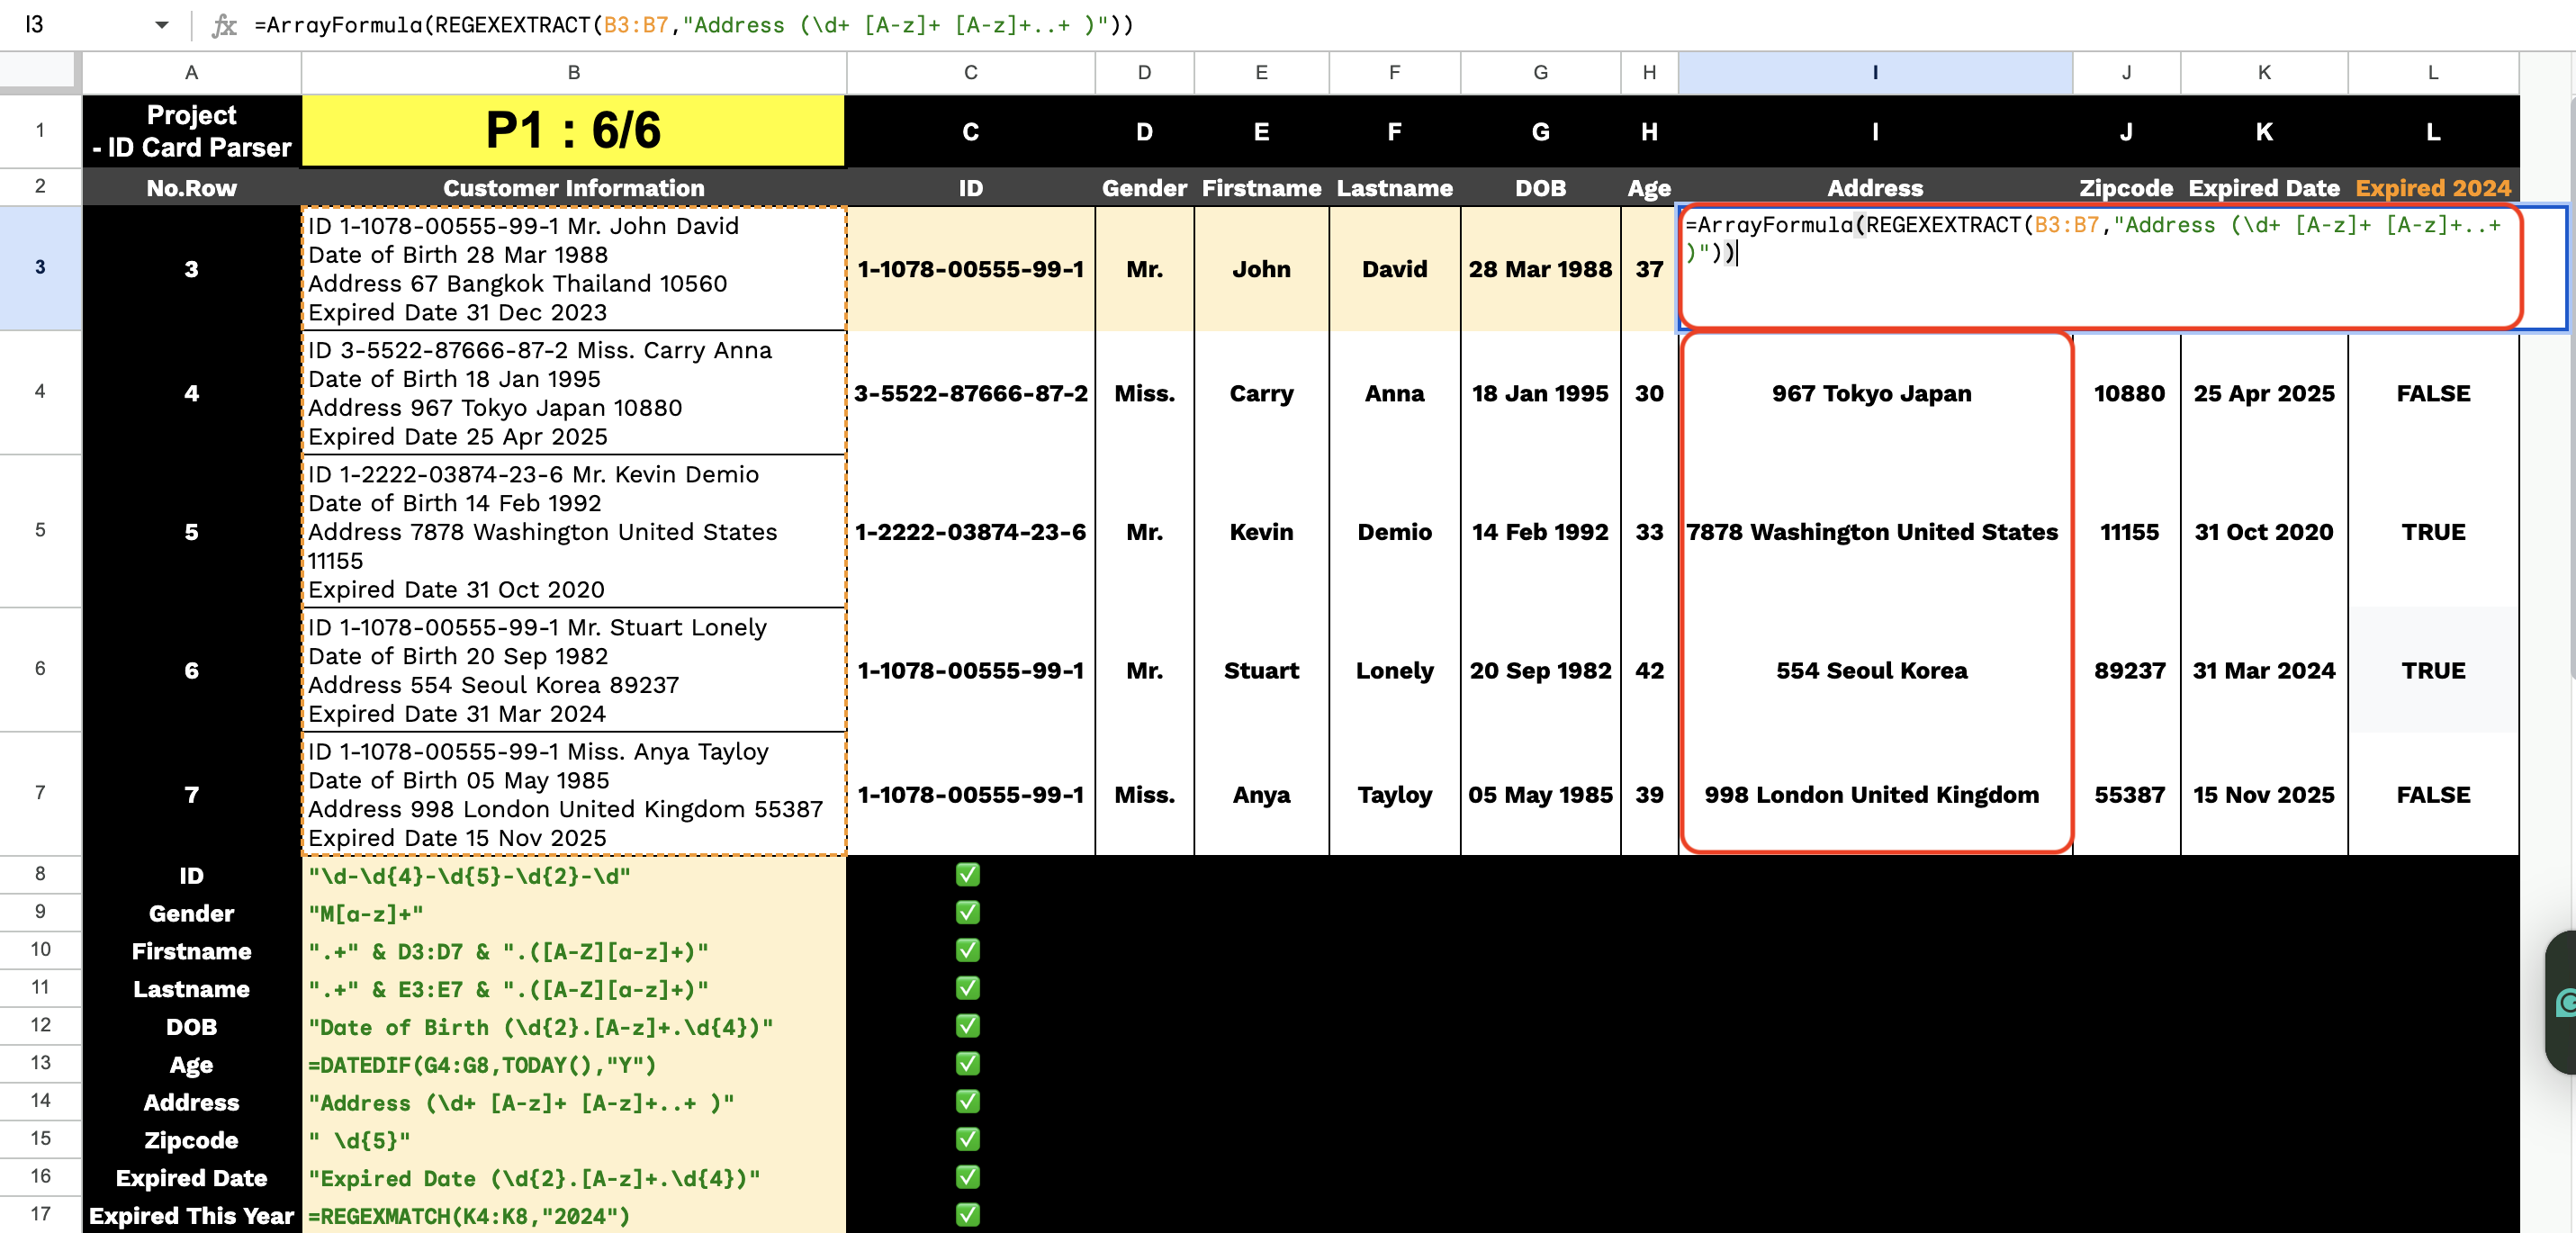 I3 fx =ArrayFormula(REGEXEXTRACT(B3:B7,"Address (\d+ [A-z]+ [A-z]+..+ )"))
A B C D E F G H I J K L
1 Project
- ID Card Parser P1 : 6/6 C D E F G H I J K L
2 No.Row Customer Information ID Gender Firstname Lastname DOB Age Address Zipcode Expired Date Expired 2024
3 3 ID 1-1078-00555-99-1 Mr. John David
Date of Birth 28 Mar 1988
Address 67 Bangkok Thailand 10560
Expired Date 31 Dec 2023
1-1078-00555-99-1 Mr. John David 28 Mar 1988 37
=ArrayFormula(REGEXEXTRACT(B3:B7,"Address (\d+ [A-z]+ [A-z]+..+
)"))
4 4 ID 3-5522-87666-87-2 Miss. Carry Anna
Date of Birth 18 Jan 1995
Address 967 Tokyo Japan 10880
Expired Date 25 Apr 2025
3-5522-87666-87-2 Miss. Carry Anna 18 Jan 1995 30 967 Tokyo Japan 10880 25 Apr 2025 FALSE
5 5 ID 1-2222-03874-23-6 Mr. Kevin Demio
Date of Birth 14 Feb 1992
Address 7878 Washington United States
11155
Expired Date 31 Oct 2020
1-2222-03874-23-6 Mr. Kevin Demio 14 Feb 1992 33 7878 Washington United States 11155 31 Oct 2020 TRUE
6 6 ID 1-1078-00555-99-1 Mr. Stuart Lonely
Date of Birth 20 Sep 1982
Address 554 Seoul Korea 89237
Expired Date 31 Mar 2024
1-1078-00555-99-1 Mr. Stuart Lonely 20 Sep 1982 42 554 Seoul Korea 89237 31 Mar 2024 TRUE
7 7 ID 1-1078-00555-99-1 Miss. Anya Tayloy
Date of Birth 05 May 1985
Address 998 London United Kingdom 55387
Expired Date 15 Nov 2025
1-1078-00555-99-1 Miss. Anya Tayloy 05 May 1985 39 998 London United Kingdom 55387 15 Nov 2025 FALSE
8 ID "\d-\d{4}-\d{5}-\d{2}-\d" ✅
9 Gender "M[a-z]+" ✅
10 Firstname ".+" & D3:D7 & ".([A-Z][a-z]+)" ✅
11 Lastname ".+" & E3:E7 & ".([A-Z][a-z]+)" ✅
12 DOB "Date of Birth (\d{2}.[A-z]+.\d{4})" ✅
13 Age =DATEDIF(G4:G8,TODAY(),"Y") ✅
14 Address "Address (\d+ [A-z]+ [A-z]+..+ )" ✅
15 Zipcode " \d{5}" ✅
16 Expired Date "Expired Date (\d{2}.[A-z]+.\d{4})" ✅
17 Expired This Year =REGEXMATCH(K4:K8,"2024") ✅